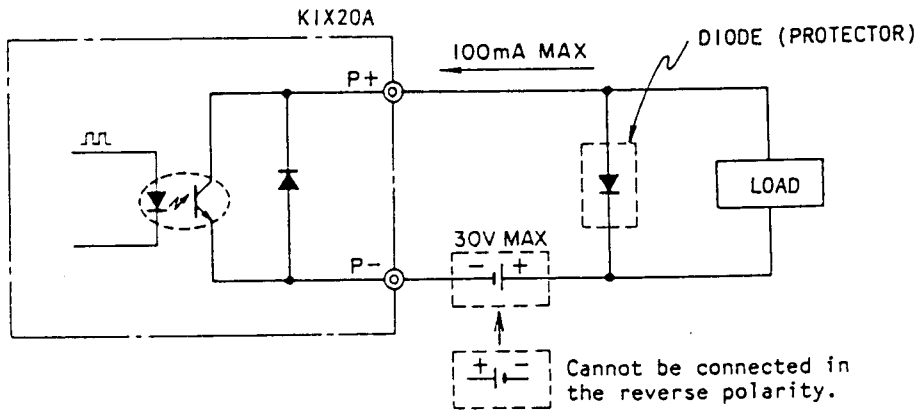 KIX20A
100mA MAX
DIODE (PROTECTOR)
P+
LOAD
30V MAX
P-
- +
+ -
Cannot be connected in
the reverse polarity.